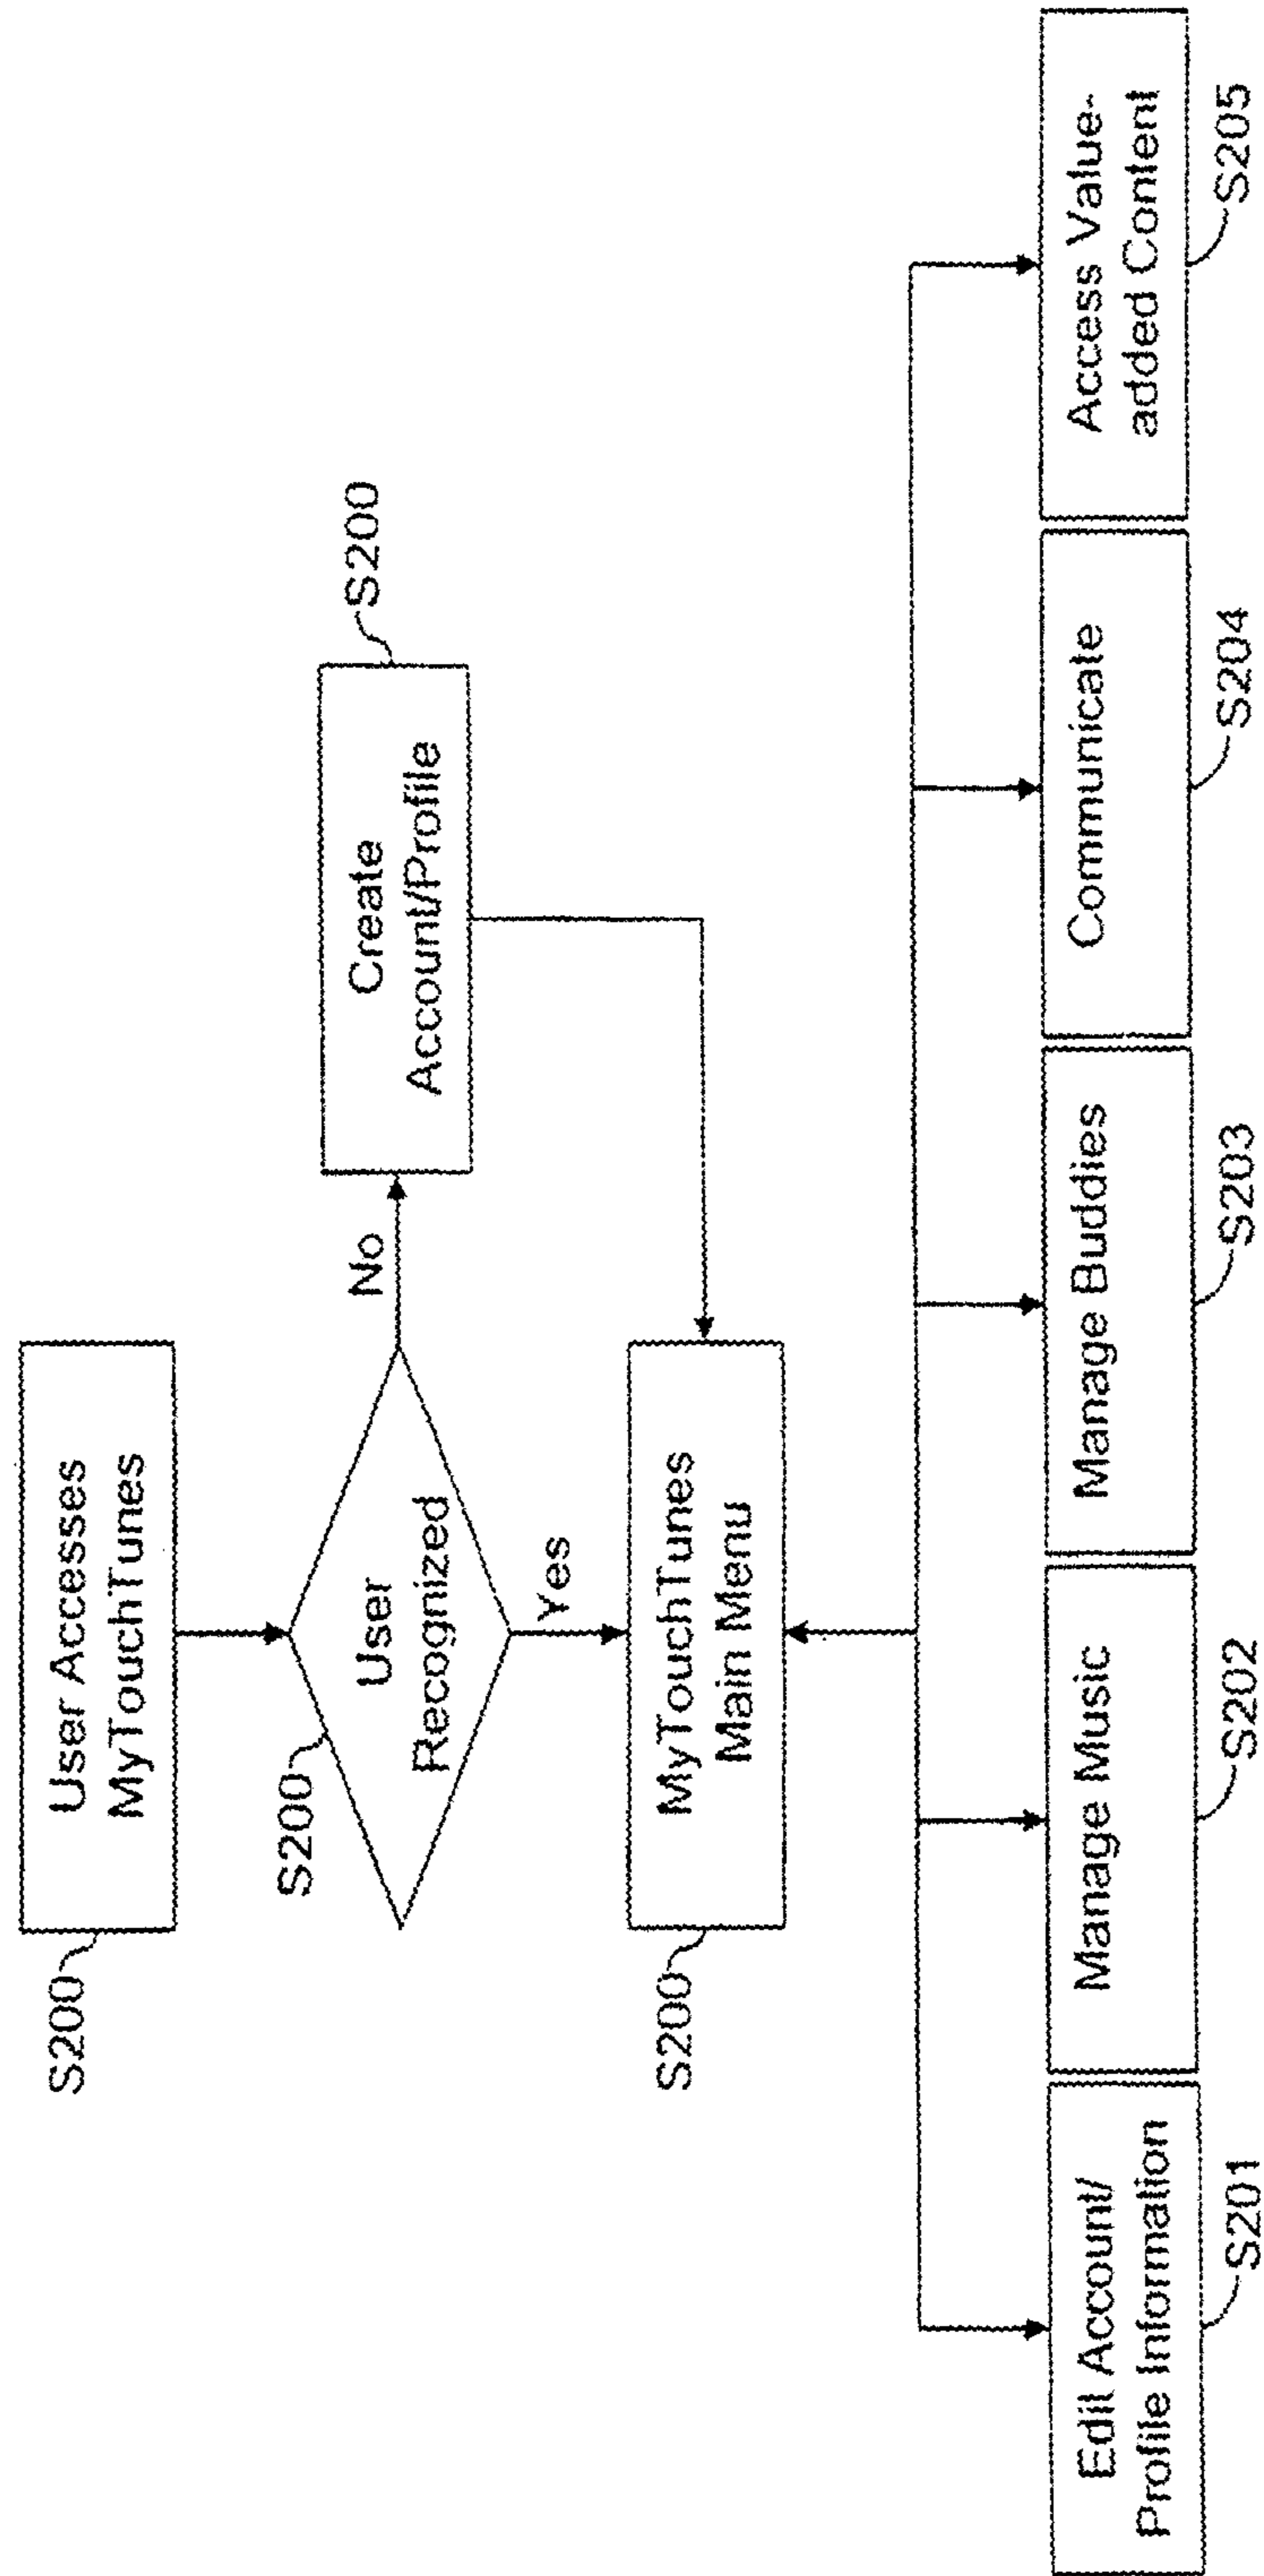 User Accesses
MyTouchTunes
S200
User
Recognized
S200
No
Create
Account/Profile
S200
Yes
MyTouchTunes
Main Menu
S200
Edit Account/
Profile Information
S201
Manage Music
S202
Manage Buddies
S203
Communicate
S204
Access Value-
added Content
S205